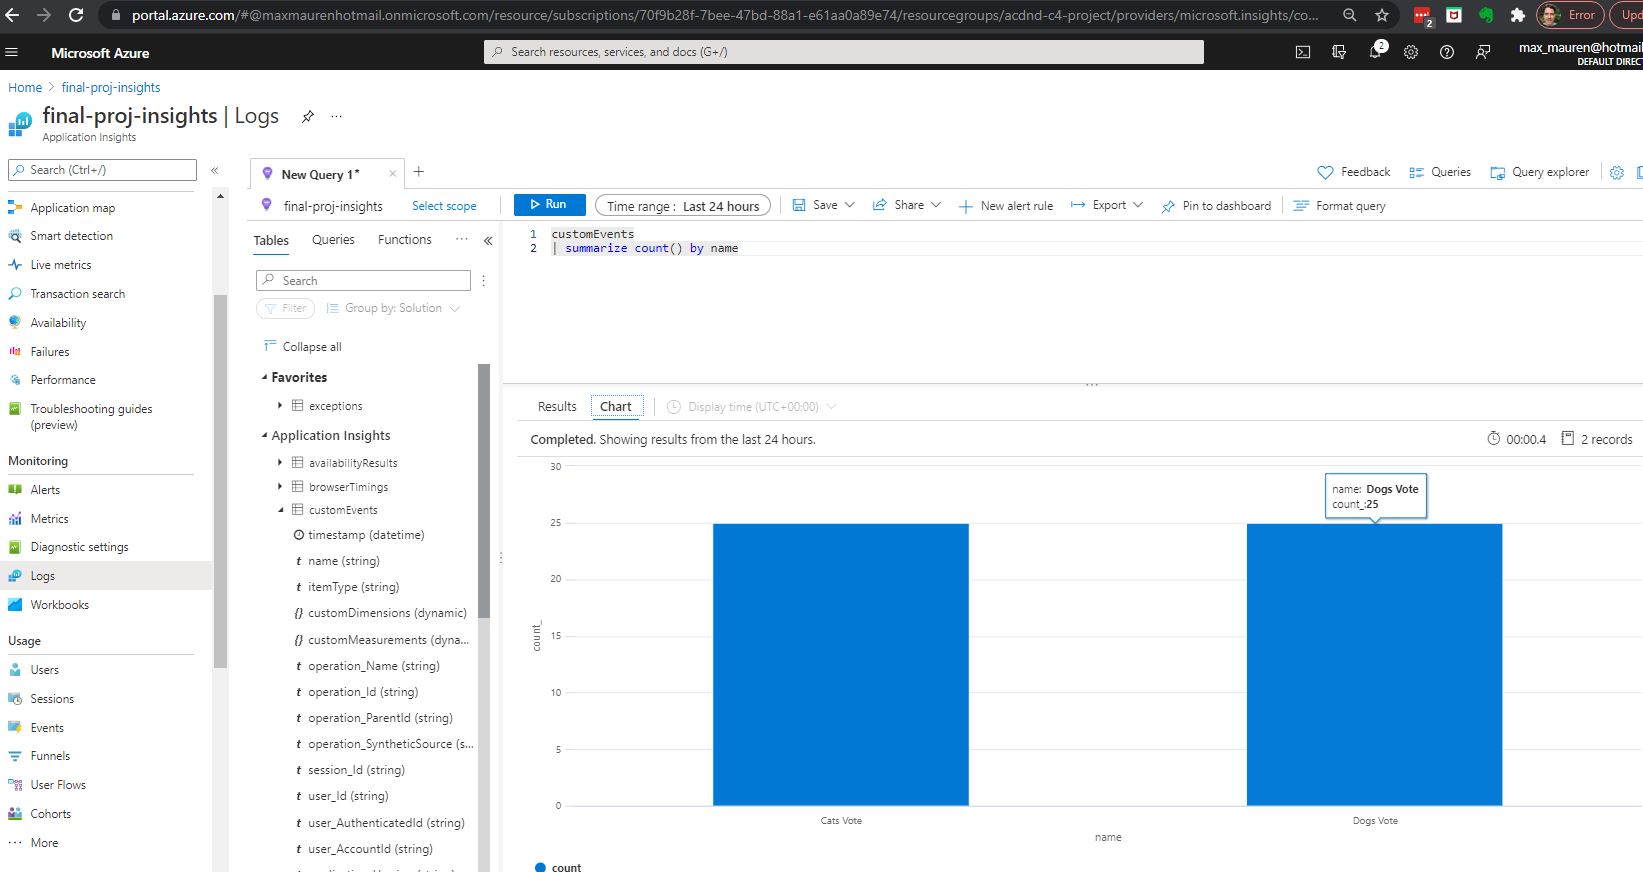 portal.azure.com/#@maxmaurenhotmail.onmicrosoft.com/resource/subscriptions/70f9b28f-7bee-47bd-88a1-e61aa0a89e74/resourcegroups/acdnd-c4-project/providers/microsoft.insights/co...
2
Error
Upd
Microsoft Azure
Search resources, services, and docs (G+/)
2
max_mauren@hotmail
DEFAULT DIREC
Home > final-proj-insights
final-proj-insights | Logs
...
Application Insights
Search (Ctrl+/)
«
Application map
Smart detection
Live metrics
Transaction search
Availability
Failures
Performance
Troubleshooting guides
(preview)
Monitoring
Alerts
Metrics
Diagnostic settings
Logs
Workbooks
Usage
Users
Sessions
Events
Funnels
User Flows
Cohorts
More
New Query 1*
Feedback
Queries
Query explorer
final-proj-insights
Select scope
Run
Time range : Last 24 hours
Save
Share
New alert rule
Export
Pin to dashboard
Format query
Tables
Queries
Functions
...
«
Search
Filter
Group by: Solution
Collapse all
Favorites
exceptions
Application Insights
availabilityResults
browserTimings
customEvents
timestamp (datetime)
t name (string)
t itemType (string)
{} customDimensions (dynamic)
{} customMeasurements (dyna...
t operation_Name (string)
t operation_Id (string)
t operation_ParentId (string)
t operation_SyntheticSource (s...
t session_Id (string)
t user_Id (string)
t user_AuthenticatedId (string)
t user_AccountId (string)
1 customEvents
2 | summarize count() by name
Results
Chart
Display time (UTC+00:00)
Completed. Showing results from the last 24 hours.
00:00.4
2 records
30
25
20
15
10
5
0
count_
name: Dogs Vote
count_:25
Cats Vote
Dogs Vote
name
count